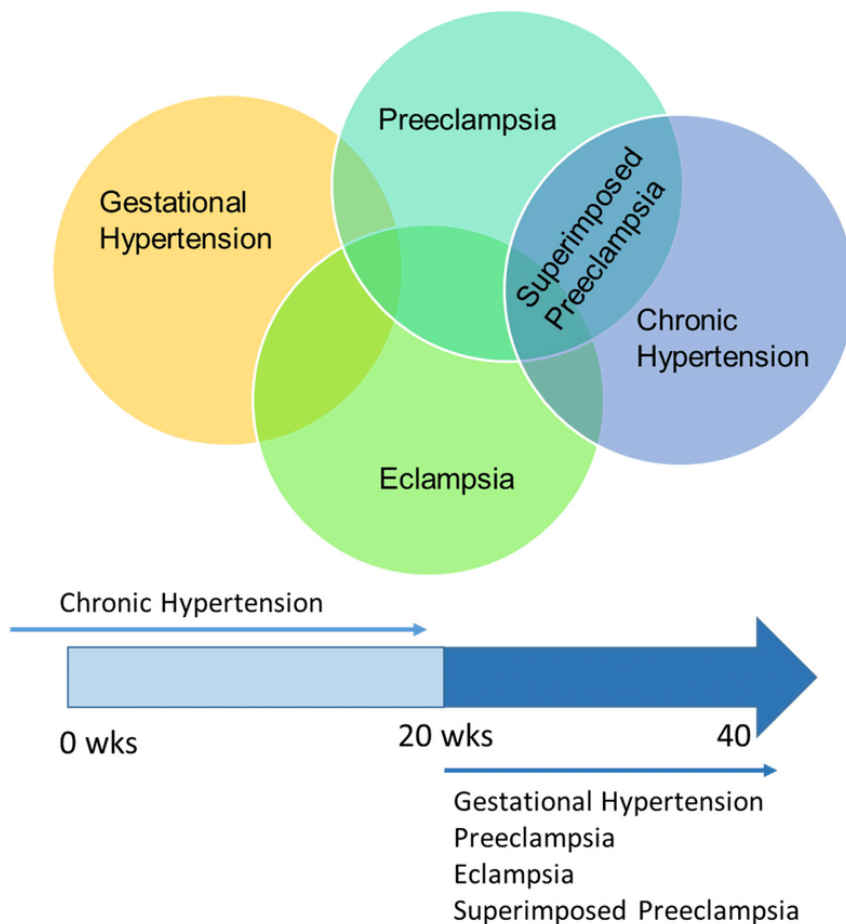 Preeclampsia
Gestational
Hypertension
Superimposed
Preeclampsia
Chronic
Hypertension
Eclampsia
Chronic Hypertension
0 wks
20 wks
40
Gestational Hypertension
Preeclampsia
Eclampsia
Superimposed Preeclampsia